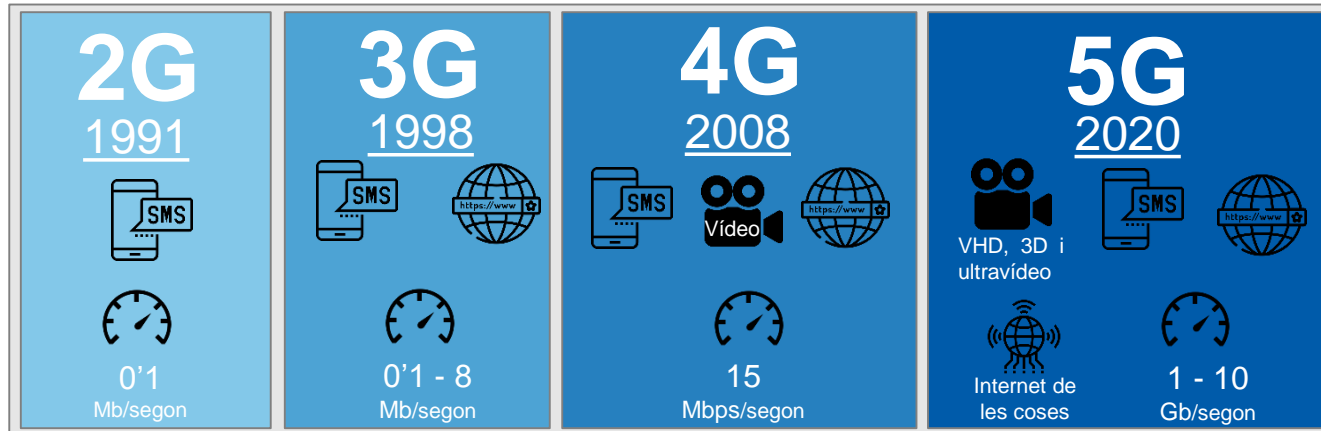 2G
1991
SMS
0'1
Mb/segon
3G
1998
SMS
https://www
0'1 - 8
Mb/segon
4G
2008
SMS
Vídeo
https://www
15
Mbps/segon
5G
2020
VHD, 3D i
ultravídeo
SMS
https://www
Internet de
les coses
1 - 10
Gb/segon